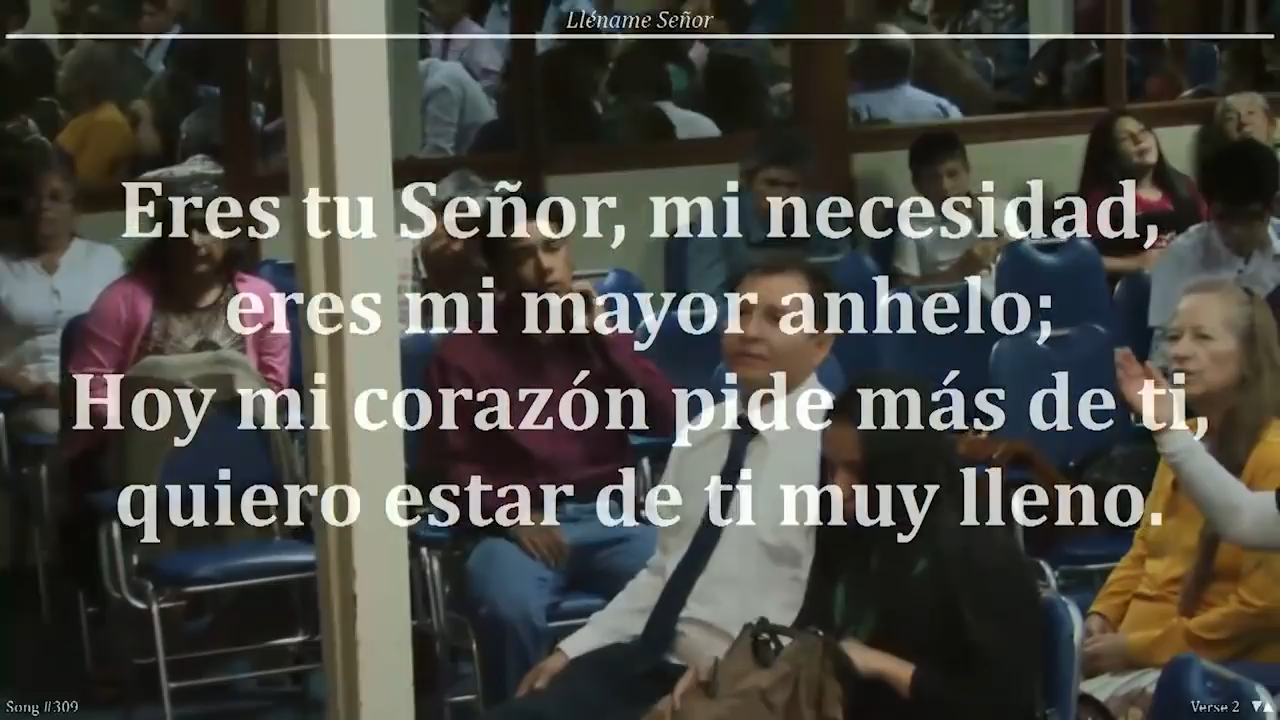 Lléname Señor
Eres tu Señor, mi necesidad,
eres mi mayor anhelo;
Hoy mi corazón pide más de ti,
quiero estar de ti muy lleno.
Song #309
Verse 2 ▼▲